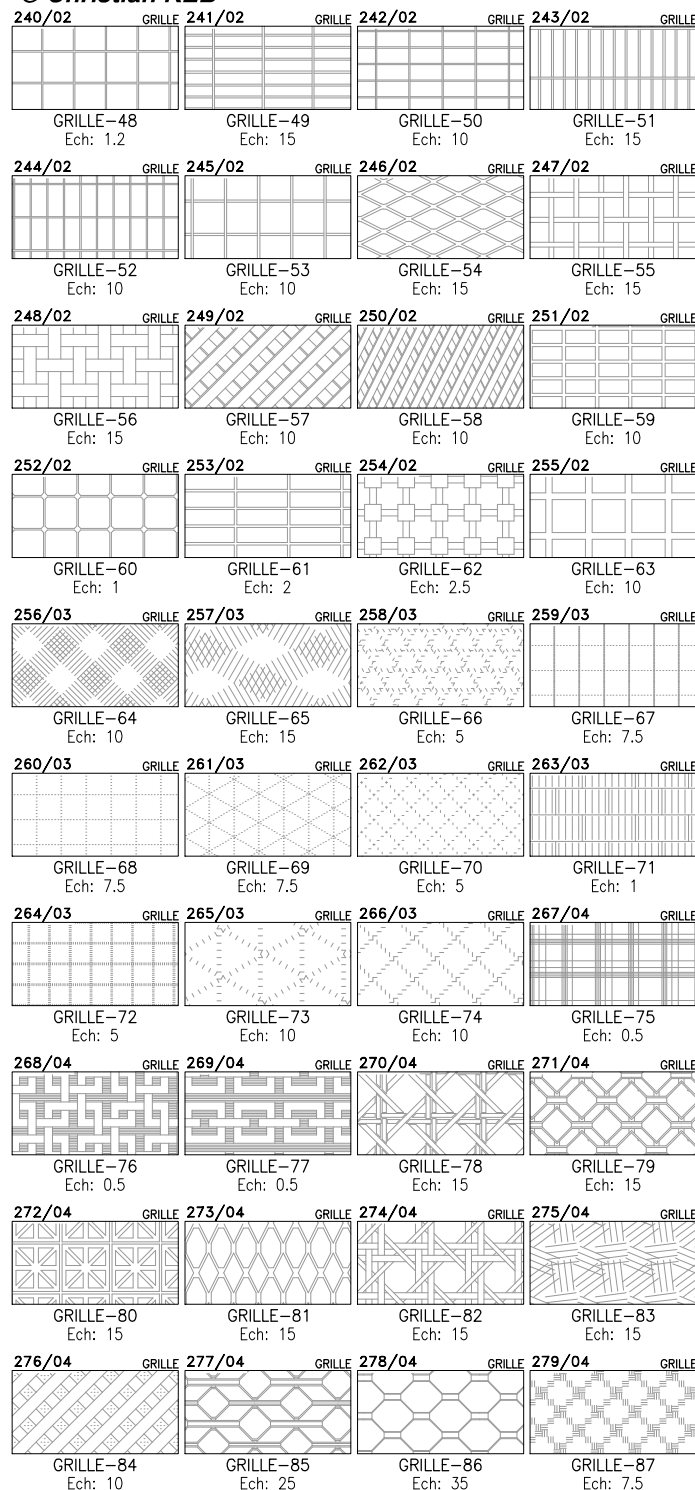 © Christian REB
240/02 GRILLE 241/02 GRILLE 242/02 GRILLE 243/02 GRILLE
GRILLE-48 GRILLE-49 GRILLE-50 GRILLE-51
Ech: 1.2 Ech: 15 Ech: 10 Ech: 15
244/02 GRILLE 245/02 GRILLE 246/02 GRILLE 247/02 GRILLE
GRILLE-52 GRILLE-53 GRILLE-54 GRILLE-55
Ech: 10 Ech: 10 Ech: 15 Ech: 15
248/02 GRILLE 249/02 GRILLE 250/02 GRILLE 251/02 GRILLE
GRILLE-56 GRILLE-57 GRILLE-58 GRILLE-59
Ech: 15 Ech: 10 Ech: 10 Ech: 10
252/02 GRILLE 253/02 GRILLE 254/02 GRILLE 255/02 GRILLE
GRILLE-60 GRILLE-61 GRILLE-62 GRILLE-63
Ech: 1 Ech: 2 Ech: 2.5 Ech: 10
256/03 GRILLE 257/03 GRILLE 258/03 GRILLE 259/03 GRILLE
GRILLE-64 GRILLE-65 GRILLE-66 GRILLE-67
Ech: 10 Ech: 15 Ech: 5 Ech: 7.5
260/03 GRILLE 261/03 GRILLE 262/03 GRILLE 263/03 GRILLE
GRILLE-68 GRILLE-69 GRILLE-70 GRILLE-71
Ech: 7.5 Ech: 7.5 Ech: 5 Ech: 1
264/03 GRILLE 265/03 GRILLE 266/03 GRILLE 267/04 GRILLE
GRILLE-72 GRILLE-73 GRILLE-74 GRILLE-75
Ech: 5 Ech: 10 Ech: 10 Ech: 0.5
268/04 GRILLE 269/04 GRILLE 270/04 GRILLE 271/04 GRILLE
GRILLE-76 GRILLE-77 GRILLE-78 GRILLE-79
Ech: 0.5 Ech: 0.5 Ech: 15 Ech: 15
272/04 GRILLE 273/04 GRILLE 274/04 GRILLE 275/04 GRILLE
GRILLE-80 GRILLE-81 GRILLE-82 GRILLE-83
Ech: 15 Ech: 15 Ech: 15 Ech: 15
276/04 GRILLE 277/04 GRILLE 278/04 GRILLE 279/04 GRILLE
GRILLE-84 GRILLE-85 GRILLE-86 GRILLE-87
Ech: 10 Ech: 25 Ech: 35 Ech: 7.5